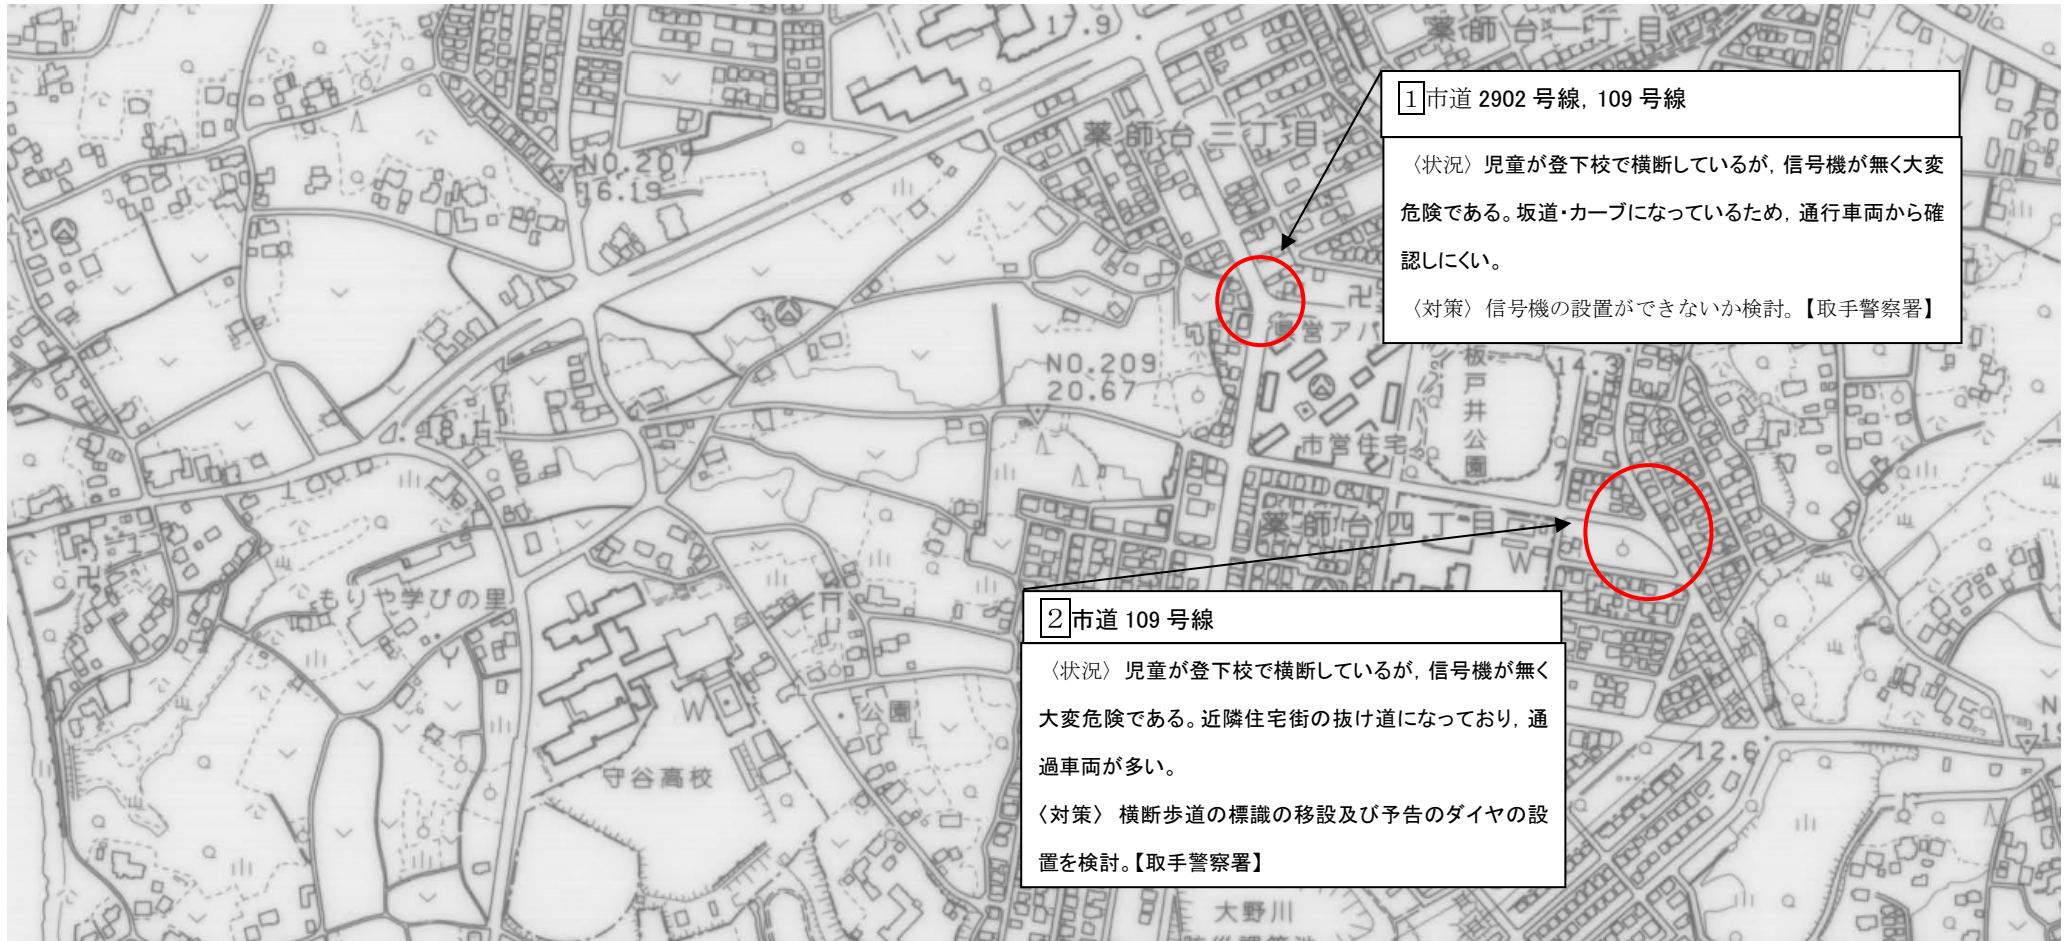 17.9
薬師台一丁目
薬師台三丁目
NO.207
16.19
1 市道 2902 号線, 109 号線
〈状況〉 児童が登下校で横断しているが, 信号機が無く大変
危険である。坂道・カーブになっているため, 通行車両から確
認しにくい。
〈対策〉 信号機の設置ができないか検討。【取手警察署】
県営アパ
NO.209
20.67
板戸井公園
14.3
市営住宅
薬師台四丁目
W
もりや学びの里
2 市道 109 号線
〈状況〉 児童が登下校で横断しているが, 信号機が無く
大変危険である。近隣住宅街の抜け道になっており, 通
過車両が多い。
〈対策〉 横断歩道の標識の移設及び予告のダイヤの設
置を検討。【取手警察署】
W
公園
守谷高校
12.6
大野川